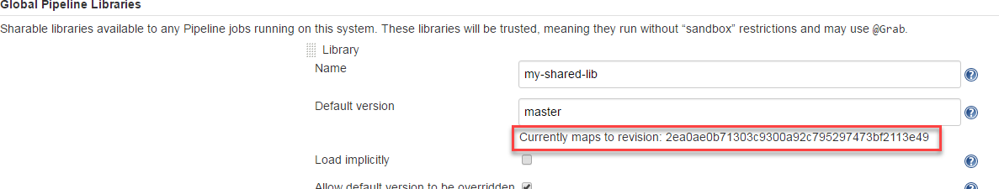 Global Pipeline Libraries
Sharable libraries available to any Pipeline jobs running on this system. These libraries will be trusted, meaning they run without “sandbox” restrictions and may use @Grab.
Library
Name
my-shared-lib
Default version
master
Currently maps to revision: 2ea0ae0b71303c9300a92c795297473bf2113e49
Load implicitly
Allow default version to be overridden